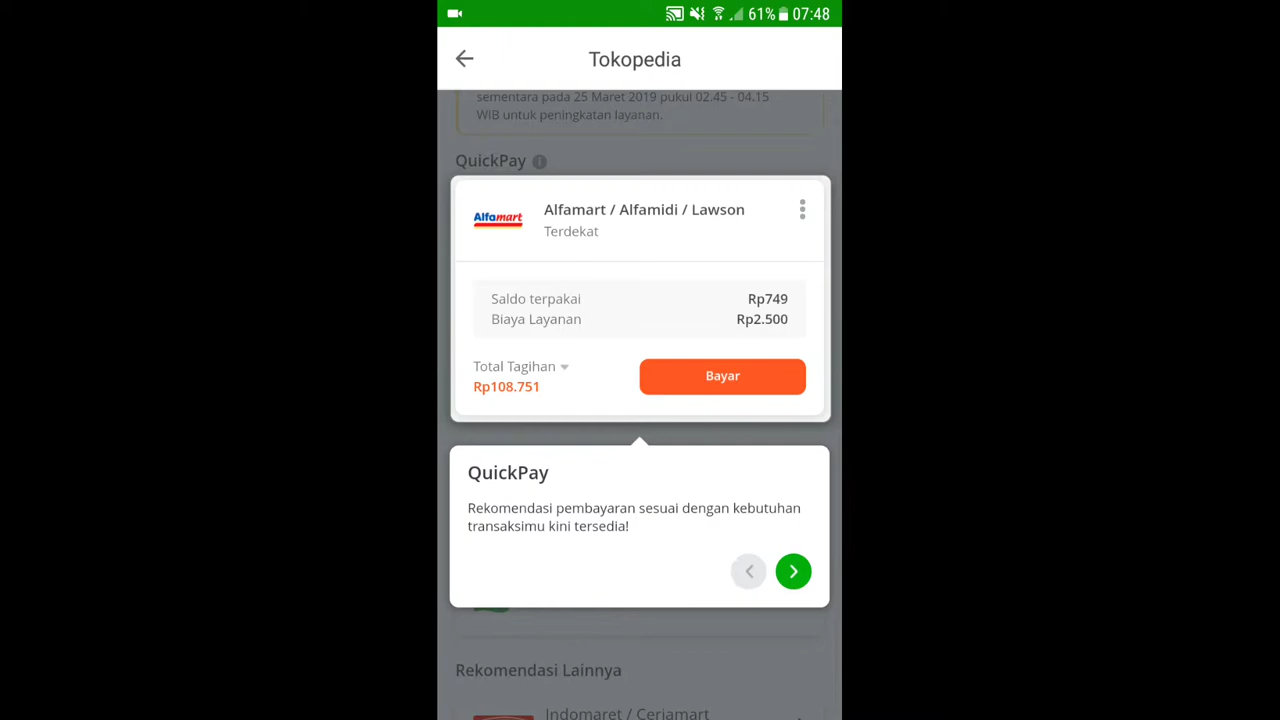 61% 07:48
Tokopedia
sementara pada 25 Maret 2019 pukul 02.45 - 04.15
WIB untuk peningkatan layanan.
QuickPay
Alfamart
Alfamart / Alfamidi / Lawson
Terdekat
Saldo terpakai Rp749
Biaya Layanan Rp2.500
Total Tagihan
Rp108.751
Bayar
QuickPay
Rekomendasi pembayaran sesuai dengan kebutuhan
transaksimu kini tersedia!
Rekomendasi Lainnya
Indomaret / Ceriamart